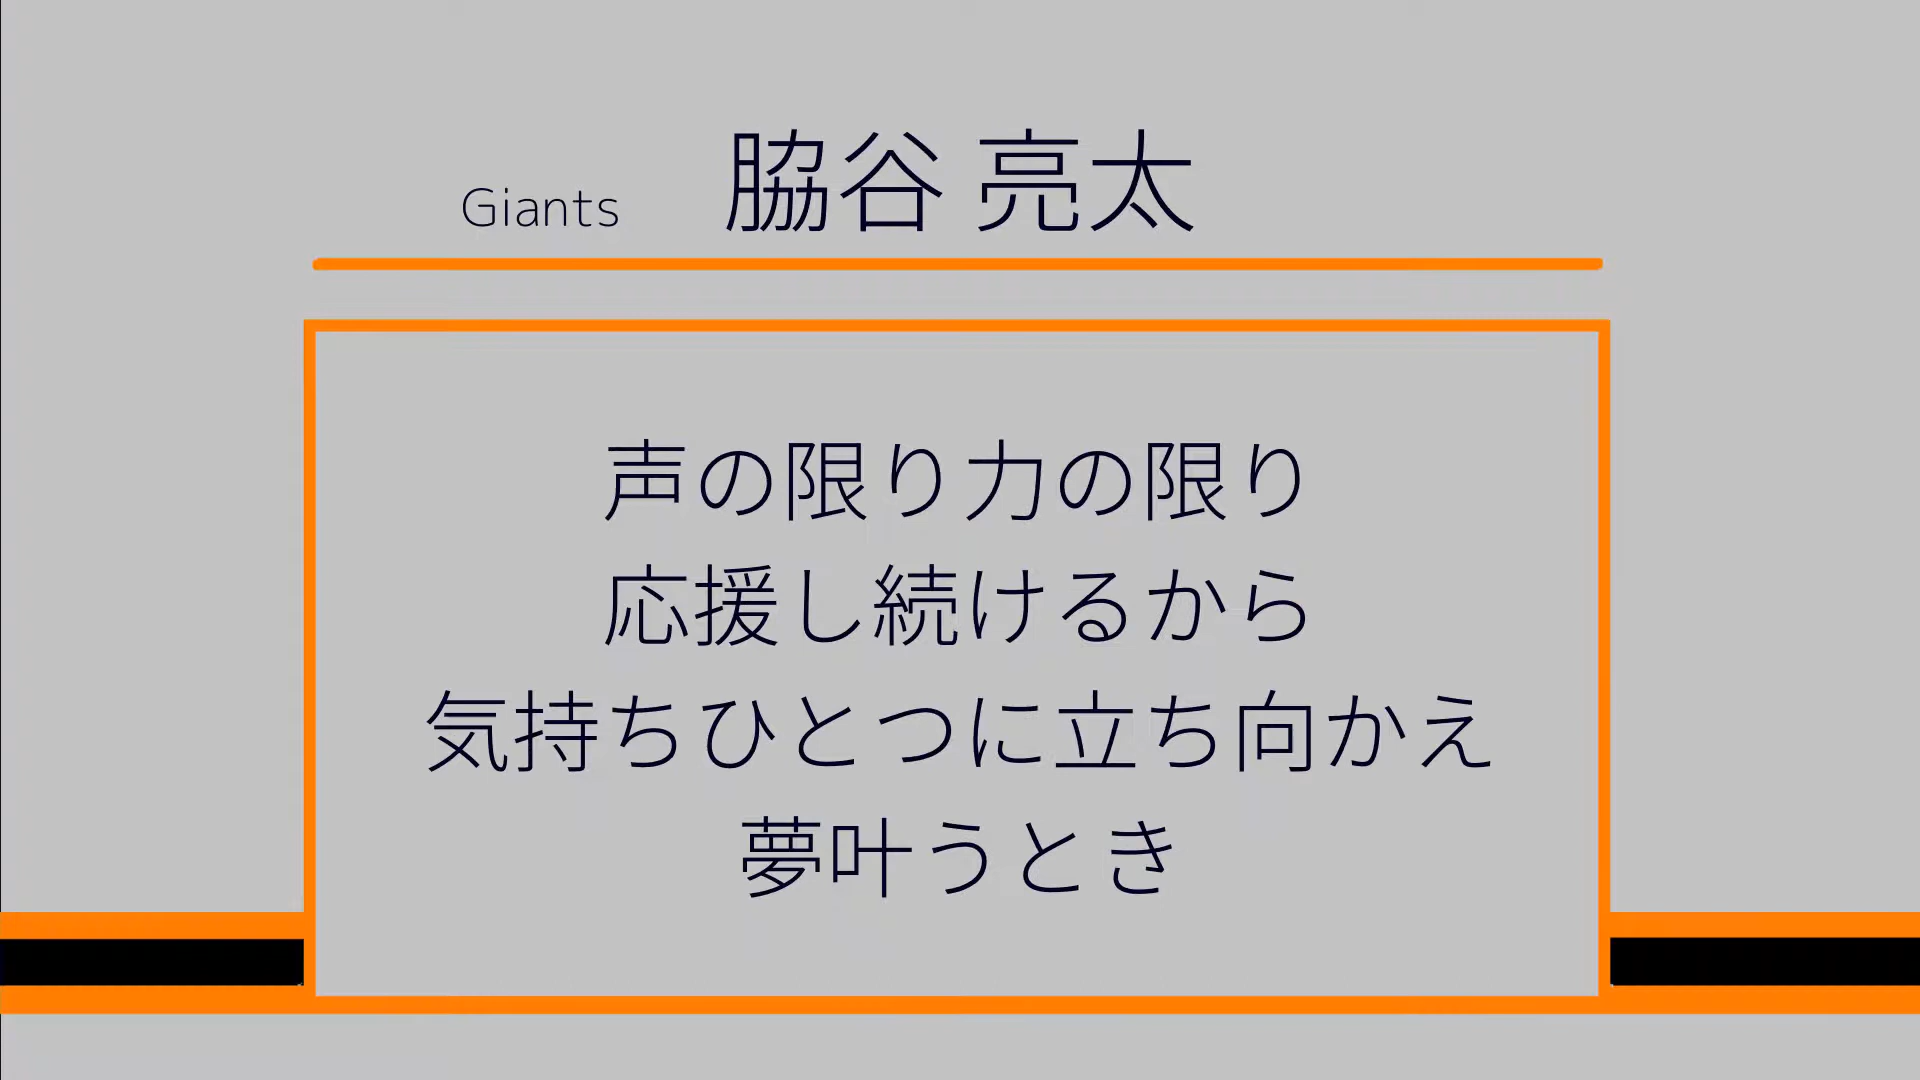 Giants 脇谷 亮太
声の限り力の限り
応援し続けるから
気持ちひとつに立ち向かえ
夢叶うとき